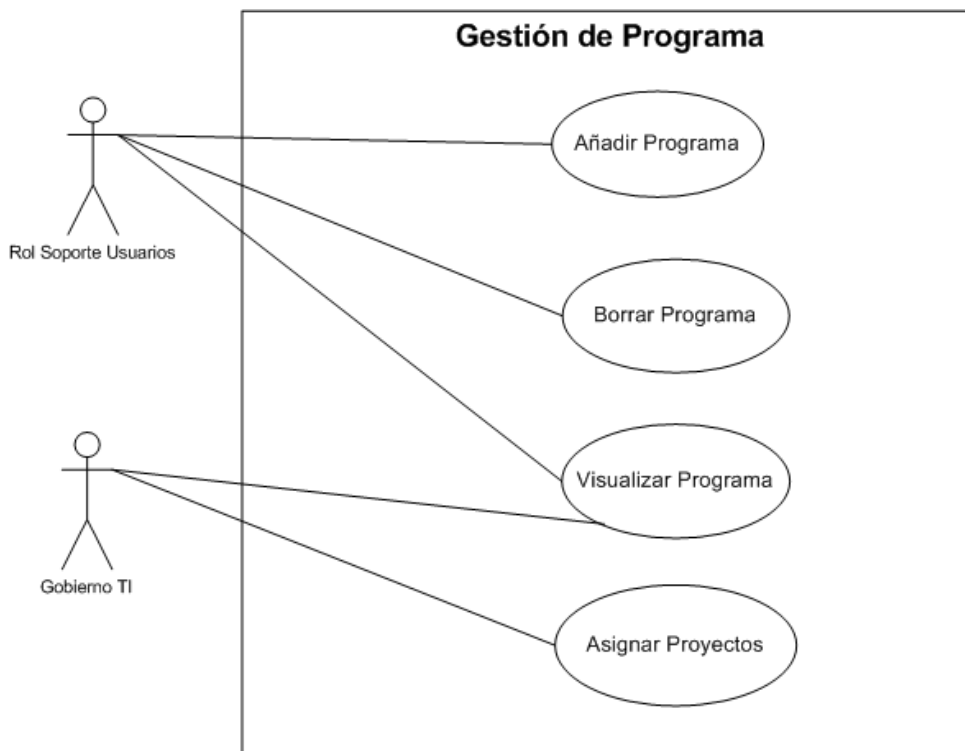 Gestión de Programa
Añadir Programa
Rol Soporte Usuarios
Borrar Programa
Visualizar Programa
Gobierno TI
Asignar Proyectos